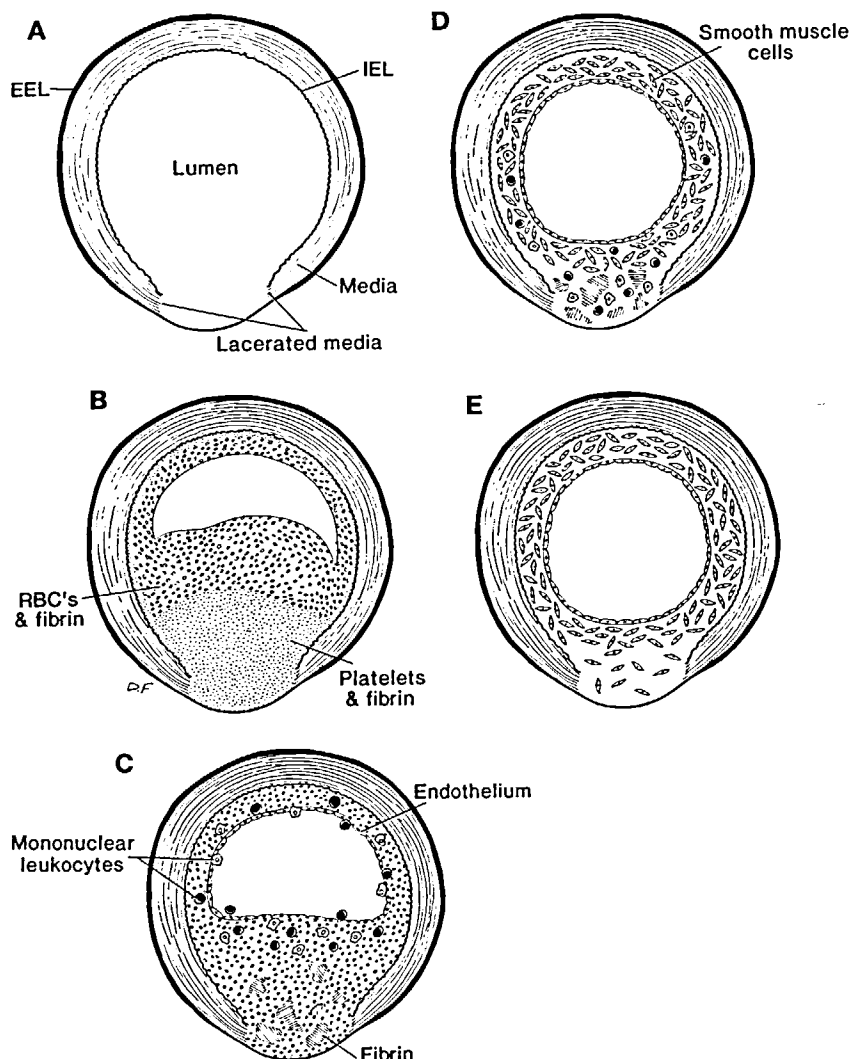 A
EEL
IEL
Lumen
Media
Lacerated media
B
RBC's
& fibrin
Platelets
& fibrin
D.F
C
Endothelium
Mononuclear
leukocytes
Fibrin
D
Smooth muscle
cells
E